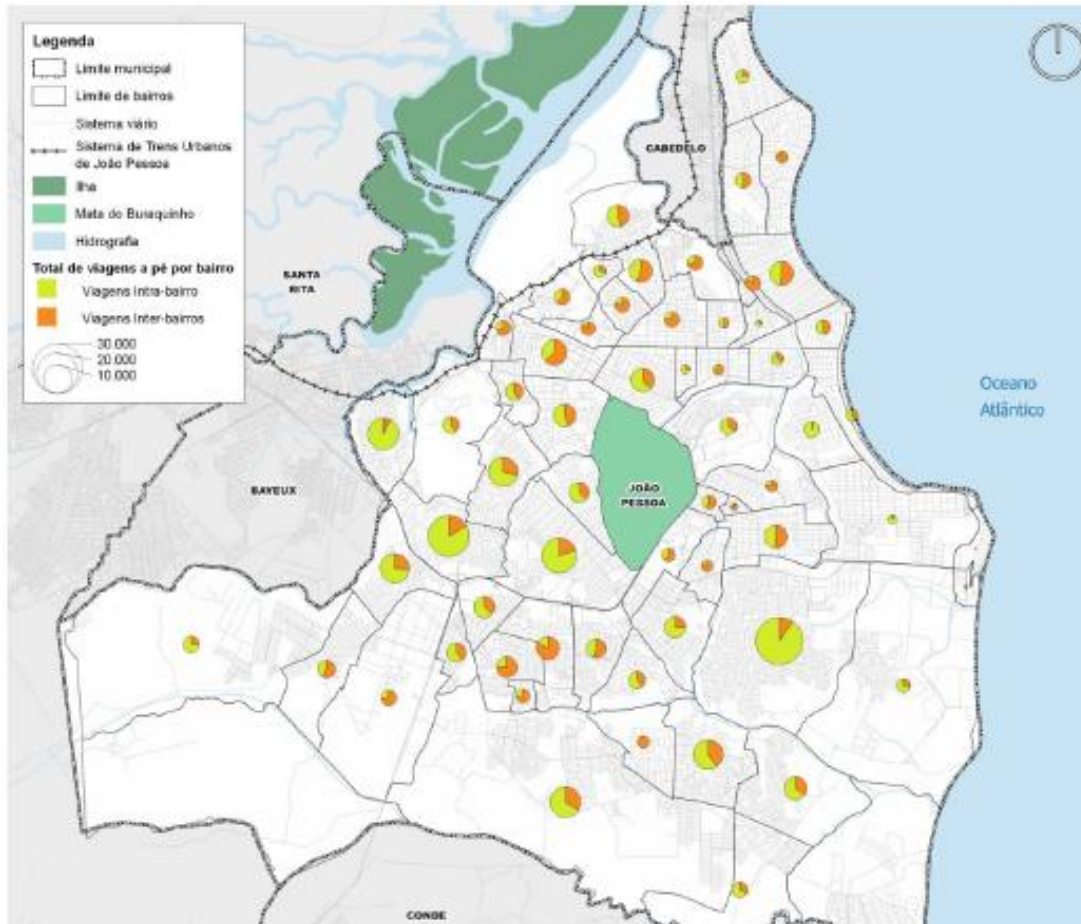 Legenda
Limite municipal
Limite de bairros
Sistema viário
Sistema de Trens Urbanos
de João Pessoa
Ilha
Mata do Buraquinho
Hidrografia
Total de viagens a pé por bairro
Viagens Intra-bairro
Viagens Inter-bairros
30.000
20.000
10.000
CABEDELO
SANTA
RITA
Oceano
Atlântico
BAYEUX
JOÃO
PESSOA
CONDE